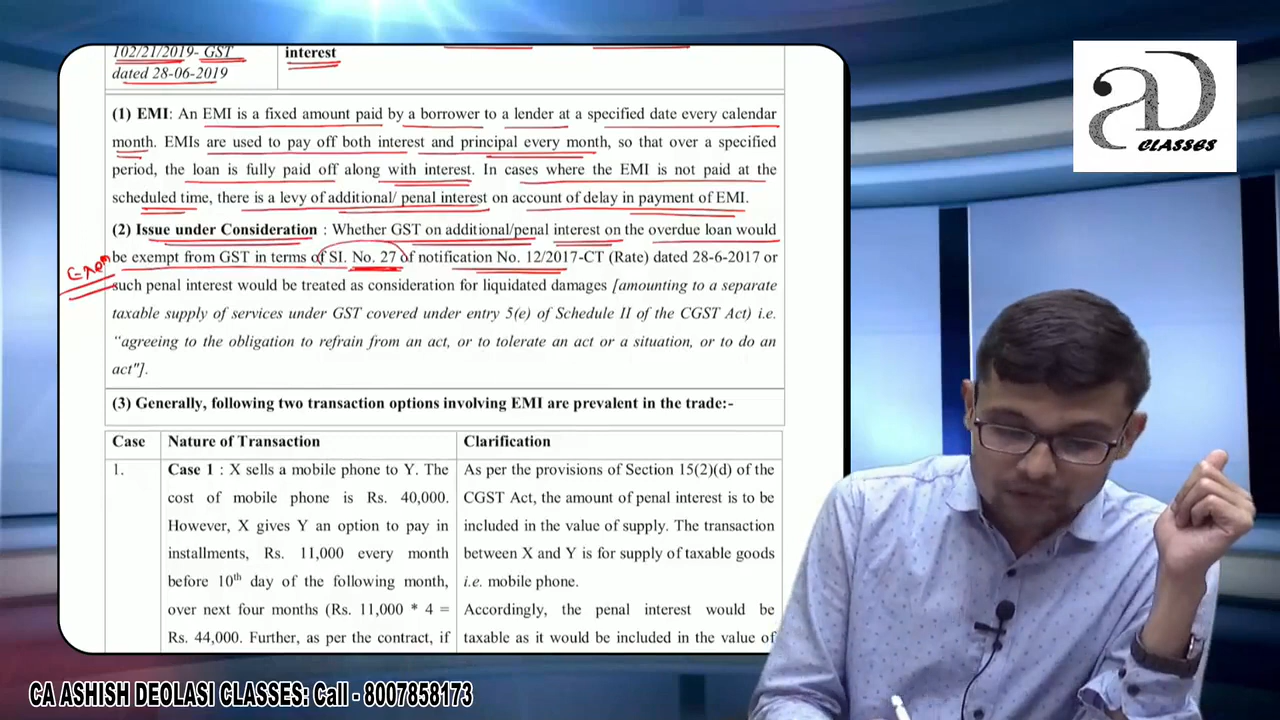 102/21/2019- GST
dated 28-06-2019
interest
(1) EMI: An EMI is a fixed amount paid by a borrower to a lender at a specified date every calendar
month. EMIs are used to pay off both interest and principal every month, so that over a specified
period, the loan is fully paid off along with interest. In cases where the EMI is not paid at the
scheduled time, there is a levy of additional/ penal interest on account of delay in payment of EMI.
(2) Issue under Consideration : Whether GST on additional/penal interest on the overdue loan would
be exempt from GST in terms of SI. No. 27 of notification No. 12/2017-CT (Rate) dated 28-6-2017 or
such penal interest would be treated as consideration for liquidated damages [amounting to a separate
taxable supply of services under GST covered under entry 5(e) of Schedule II of the CGST Act) i.e.
“agreeing to the obligation to refrain from an act, or to tolerate an act or a situation, or to do an
act"].
(3) Generally, following two transaction options involving EMI are prevalent in the trade:-
Case Nature of Transaction Clarification
1. Case 1 : X sells a mobile phone to Y. The
cost of mobile phone is Rs. 40,000.
However, X gives Y an option to pay in
installments, Rs. 11,000 every month
before 10th day of the following month,
over next four months (Rs. 11,000 * 4 =
Rs. 44,000. Further, as per the contract, if
As per the provisions of Section 15(2)(d) of the
CGST Act, the amount of penal interest is to be
included in the value of supply. The transaction
between X and Y is for supply of taxable goods
i.e. mobile phone.
Accordingly, the penal interest would be
taxable as it would be included in the value of
aD
CLASSES
CA ASHISH DEOLASI CLASSES: Call - 8007858173